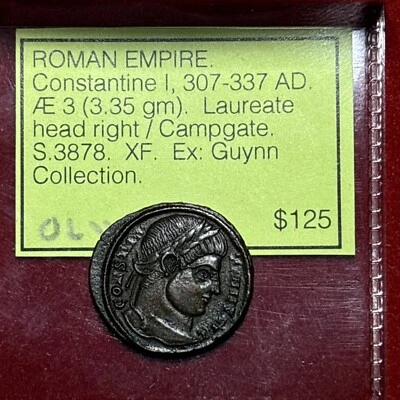 ROMAN EMPIRE.
Constantine I, 307-337 AD.
Æ 3 (3.35 gm). Laureate
head right / Campgate.
S.3878. XF. Ex: Guynn
Collection.
$125